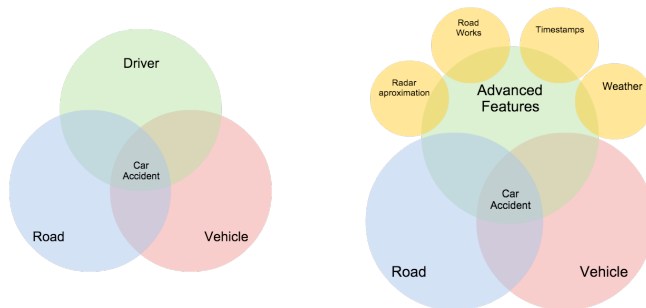 Driver
Car
Accident
Road
Vehicle
Road
Works
Timestamps
Radar
aproximation
Weather
Advanced
Features
Car
Accident
Road
Vehicle